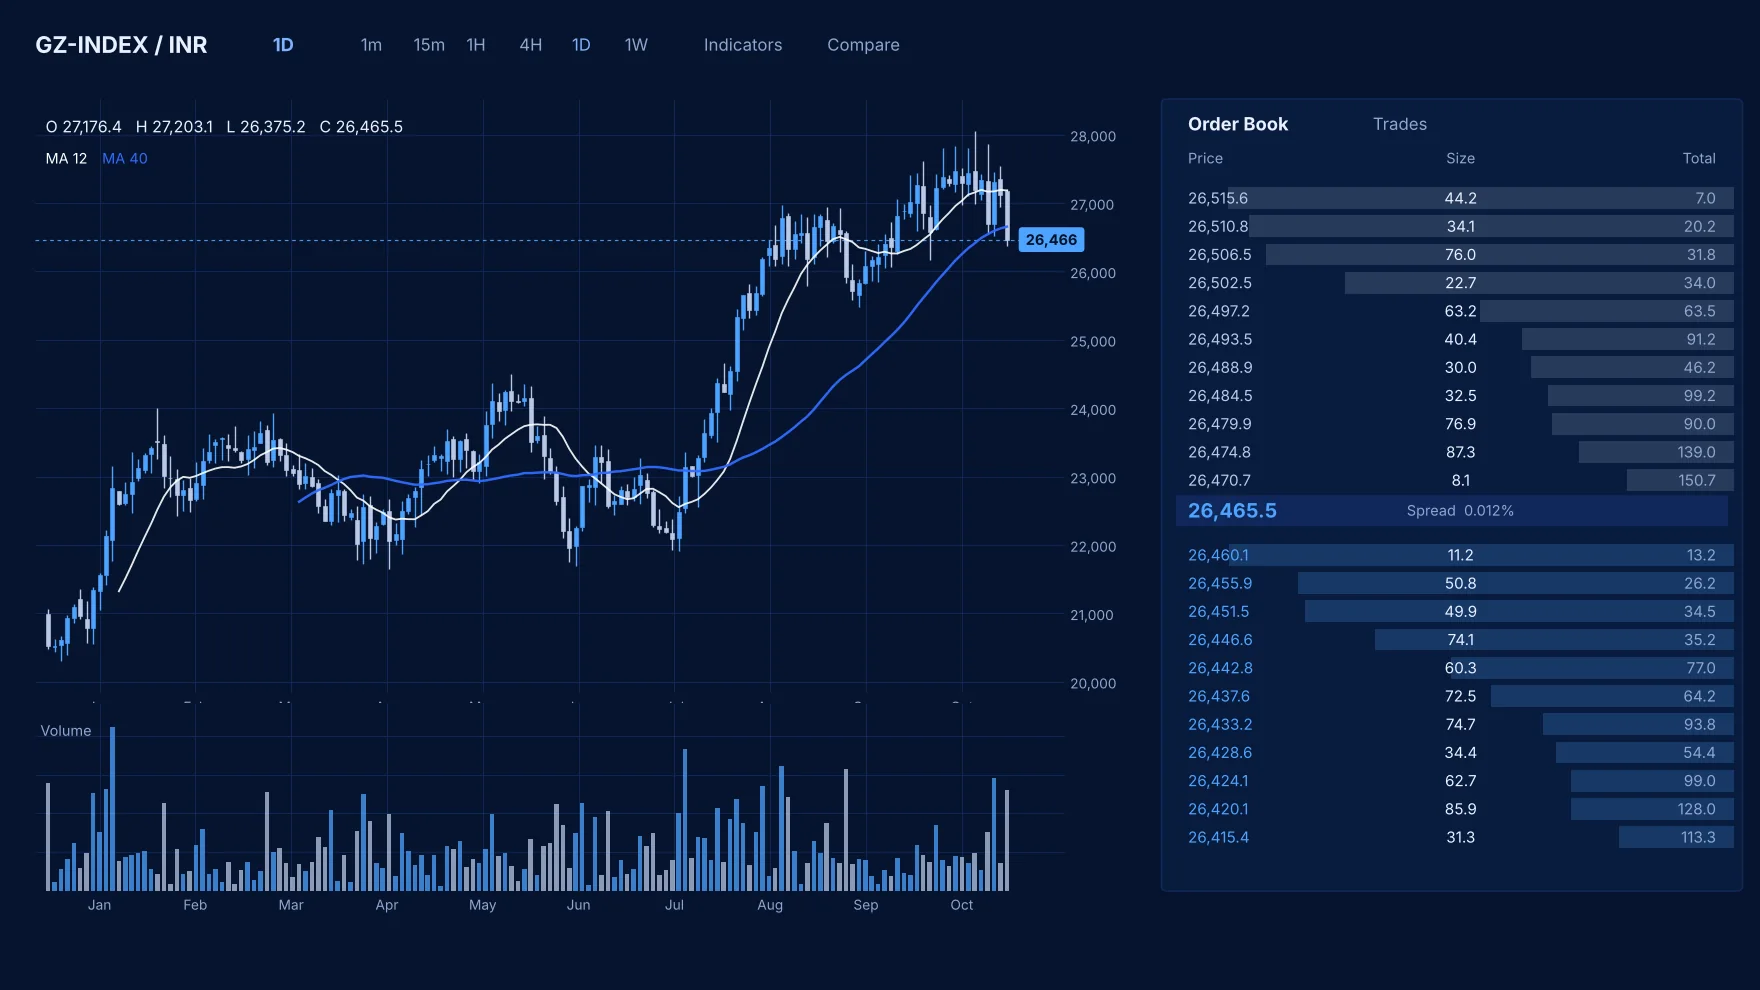 GZ-INDEX / INR 1D 1m 15m 1H 4H 1D 1W Indicators Compare
O 27,176.4 H 27,203.1 L 26,375.2 C 26,465.5
MA 12 MA 40
28,000
27,000
26,466
26,000
25,000
24,000
23,000
22,000
21,000
20,000
Volume
Jan Feb Mar Apr May Jun Jul Aug Sep Oct
Order Book Trades
Price Size Total
26,515.6 44.2 7.0
26,510.8 34.1 20.2
26,506.5 76.0 31.8
26,502.5 22.7 34.0
26,497.2 63.2 63.5
26,493.5 40.4 91.2
26,488.9 30.0 46.2
26,484.5 32.5 99.2
26,479.9 76.9 90.0
26,474.8 87.3 139.0
26,470.7 8.1 150.7
26,465.5 Spread 0.012%
26,460.1 11.2 13.2
26,455.9 50.8 26.2
26,451.5 49.9 34.5
26,446.6 74.1 35.2
26,442.8 60.3 77.0
26,437.6 72.5 64.2
26,433.2 74.7 93.8
26,428.6 34.4 54.4
26,424.1 62.7 99.0
26,420.1 85.9 128.0
26,415.4 31.3 113.3